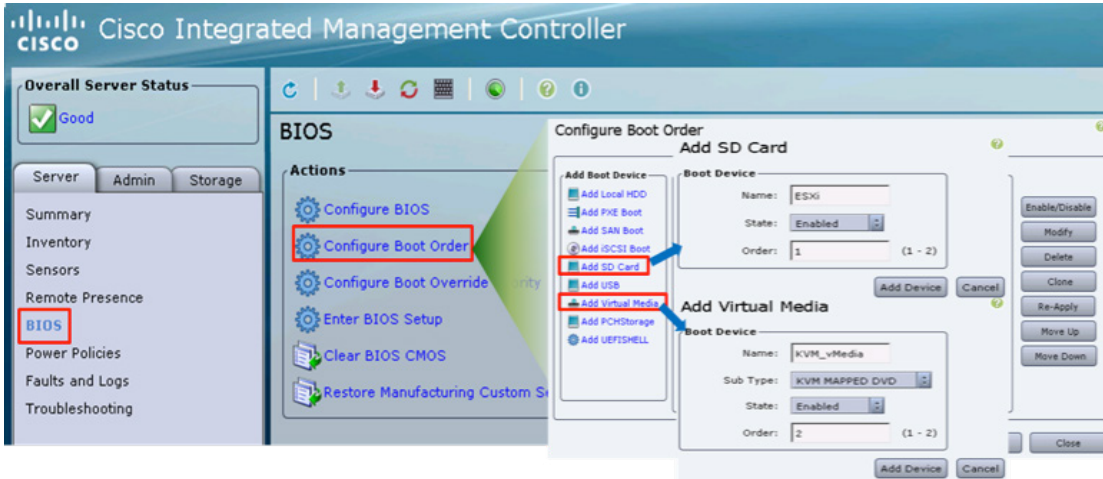 CISCO
Cisco Integrated Management Controller
Overall Server Status
Good
Server
Admin
Storage
Summary
Inventory
Sensors
Remote Presence
BIOS
Power Policies
Faults and Logs
Troubleshooting
BIOS
Actions
Configure BIOS
Configure Boot Order
Configure Boot Override
Enter BIOS Setup
Clear BIOS CMOS
Restore Manufacturing Custom
Configure Boot Order
Add Boot Device
Add Local HDD
Add PXE Boot
Add SAN Boot
Add iSCSI Boot
Add SD Card
Add USB
Add Virtual Media
Add PCHStorage
Add UEFISHELL
Add SD Card
Boot Device
Name: ESXi
State: Enabled
Order: 1 (1 - 2)
Add Device Cancel
Add Virtual Media
Boot Device
Name: KVM_vMedia
Sub Type: KVM MAPPED DVD
State: Enabled
Order: 2 (1 - 2)
Add Device Cancel
Enable/Disable
Modify
Delete
Clone
Re-Apply
Move Up
Move Down
Close